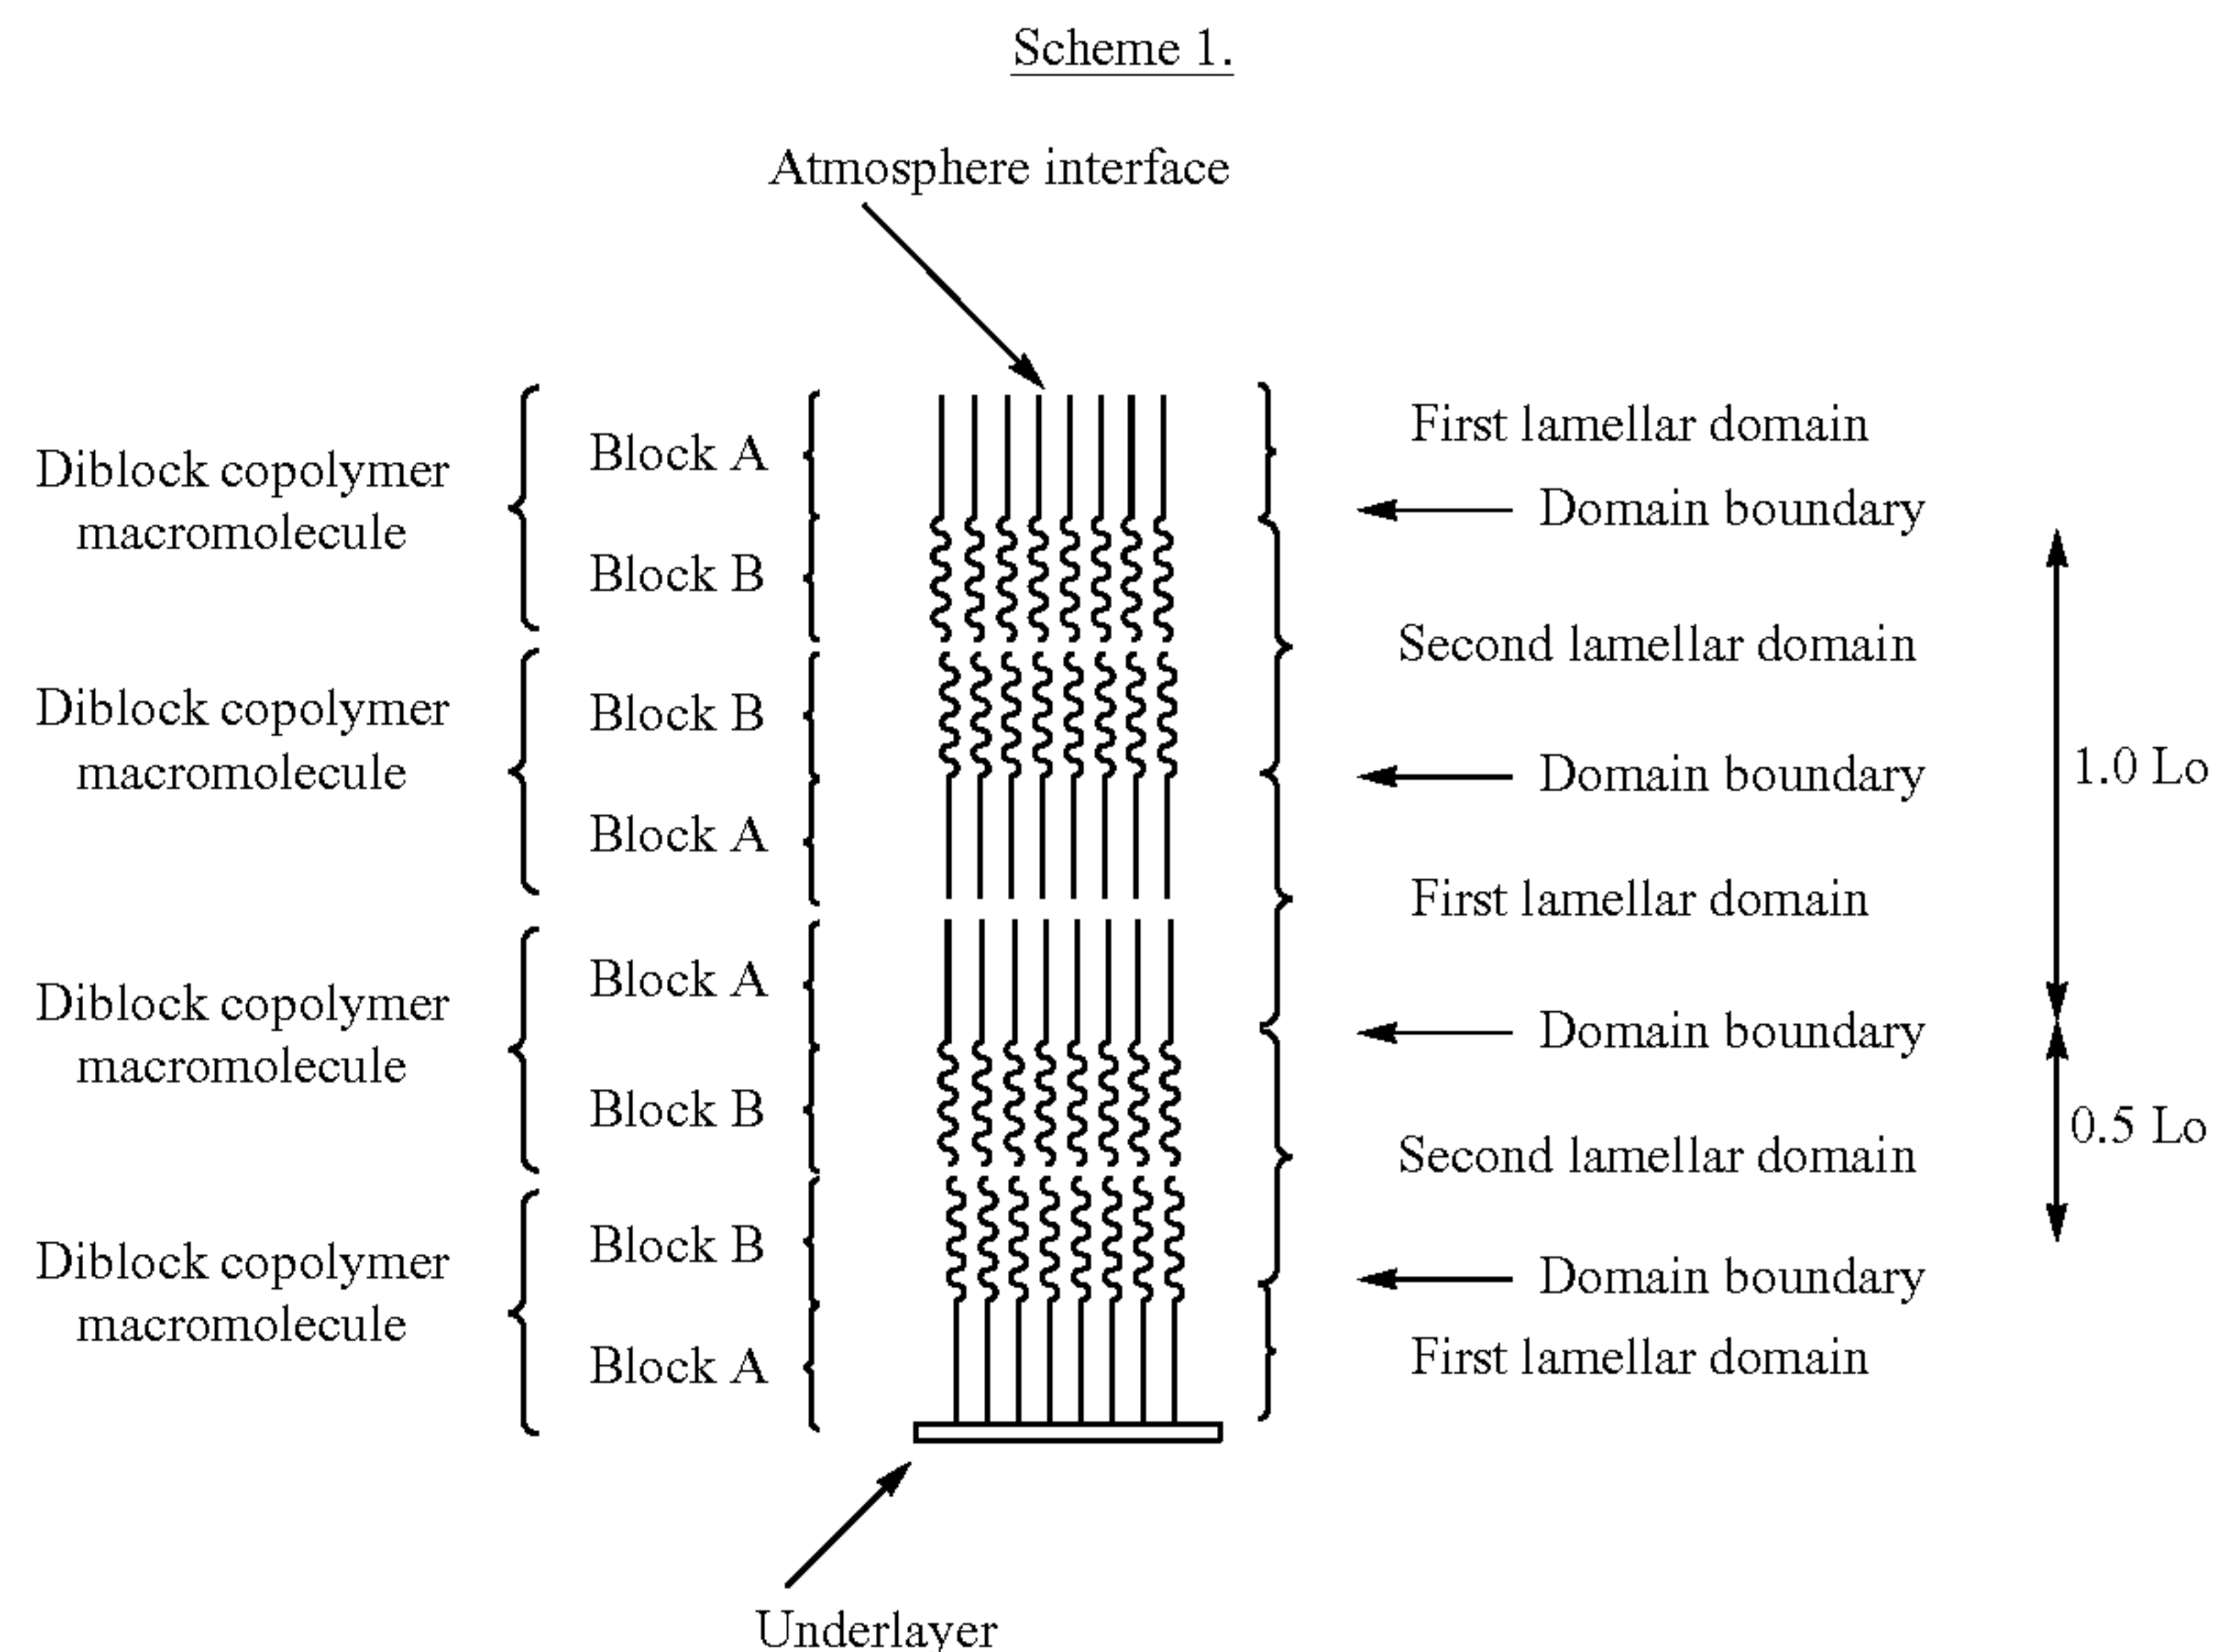 Scheme 1.
Atmosphere interface
Diblock copolymer
macromolecule
Block A
Block B
First lamellar domain
Domain boundary
Diblock copolymer
macromolecule
Block B
Block A
Second lamellar domain
Domain boundary
1.0 Lo
Diblock copolymer
macromolecule
Block A
Block B
First lamellar domain
Domain boundary
0.5 Lo
Diblock copolymer
macromolecule
Block B
Block A
Second lamellar domain
Domain boundary
First lamellar domain
Underlayer